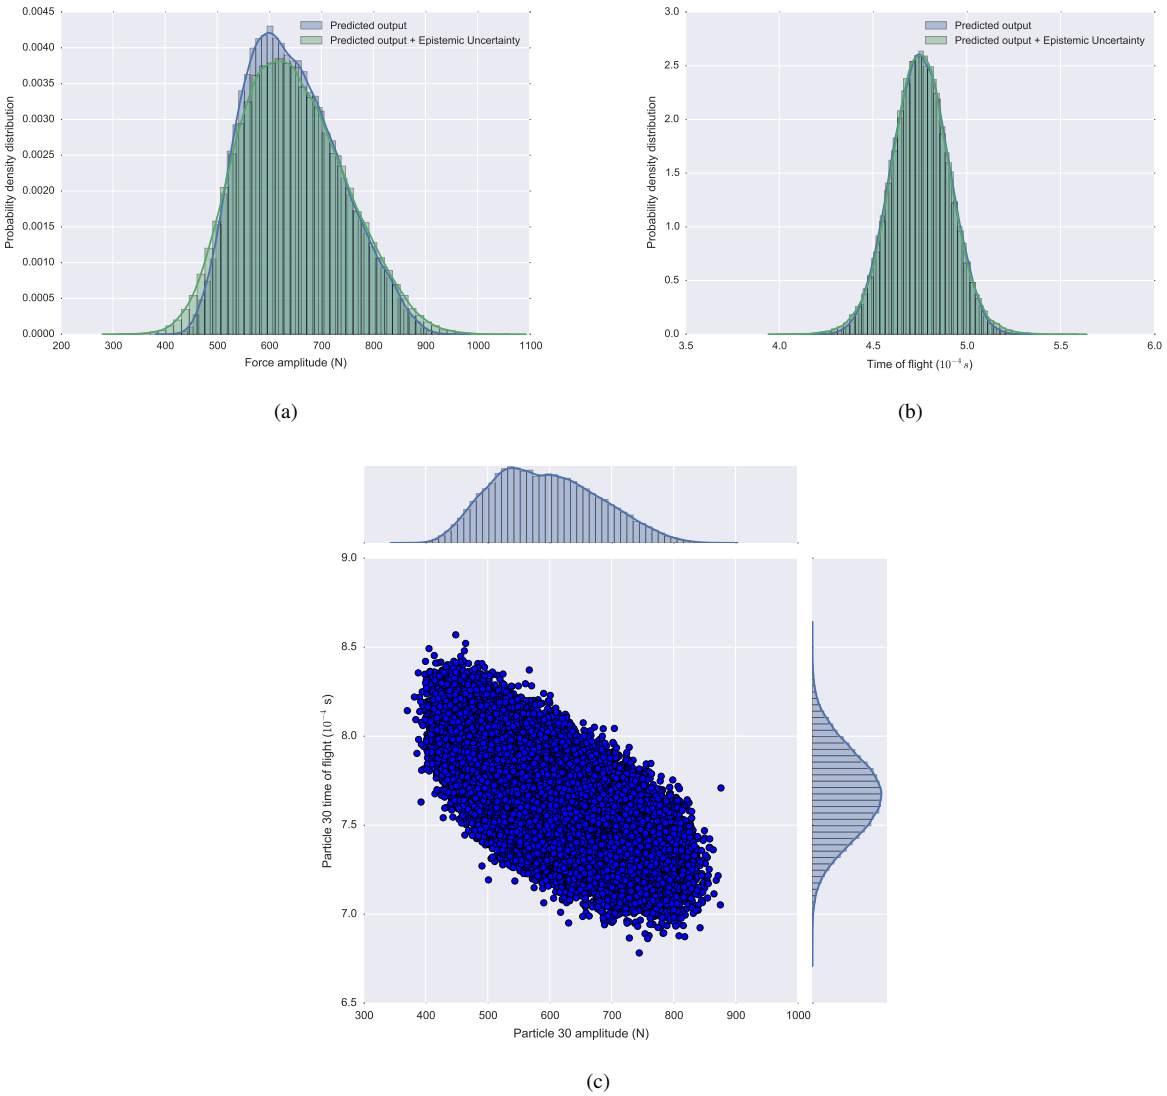 0.0045
0.0040
0.0035
0.0030
0.0025
0.0020
0.0015
0.0010
0.0005
0.0000
Probability density distribution
Predicted output
Predicted output + Epistemic Uncertainty
200 300 400 500 600 700 800 900 1000 1100
Force amplitude (N)
(a)
3.0
2.5
2.0
1.5
1.0
0.5
0.0
Probability density distribution
Predicted output
Predicted output + Epistemic Uncertainty
3.5 4.0 4.5 5.0 5.5 6.0
Time of flight (10⁻⁴ s)
(b)
9.0
8.5
8.0
7.5
7.0
6.5
Particle 30 time of flight (10⁻⁴ s)
300 400 500 600 700 800 900 1000
Particle 30 amplitude (N)
(c)